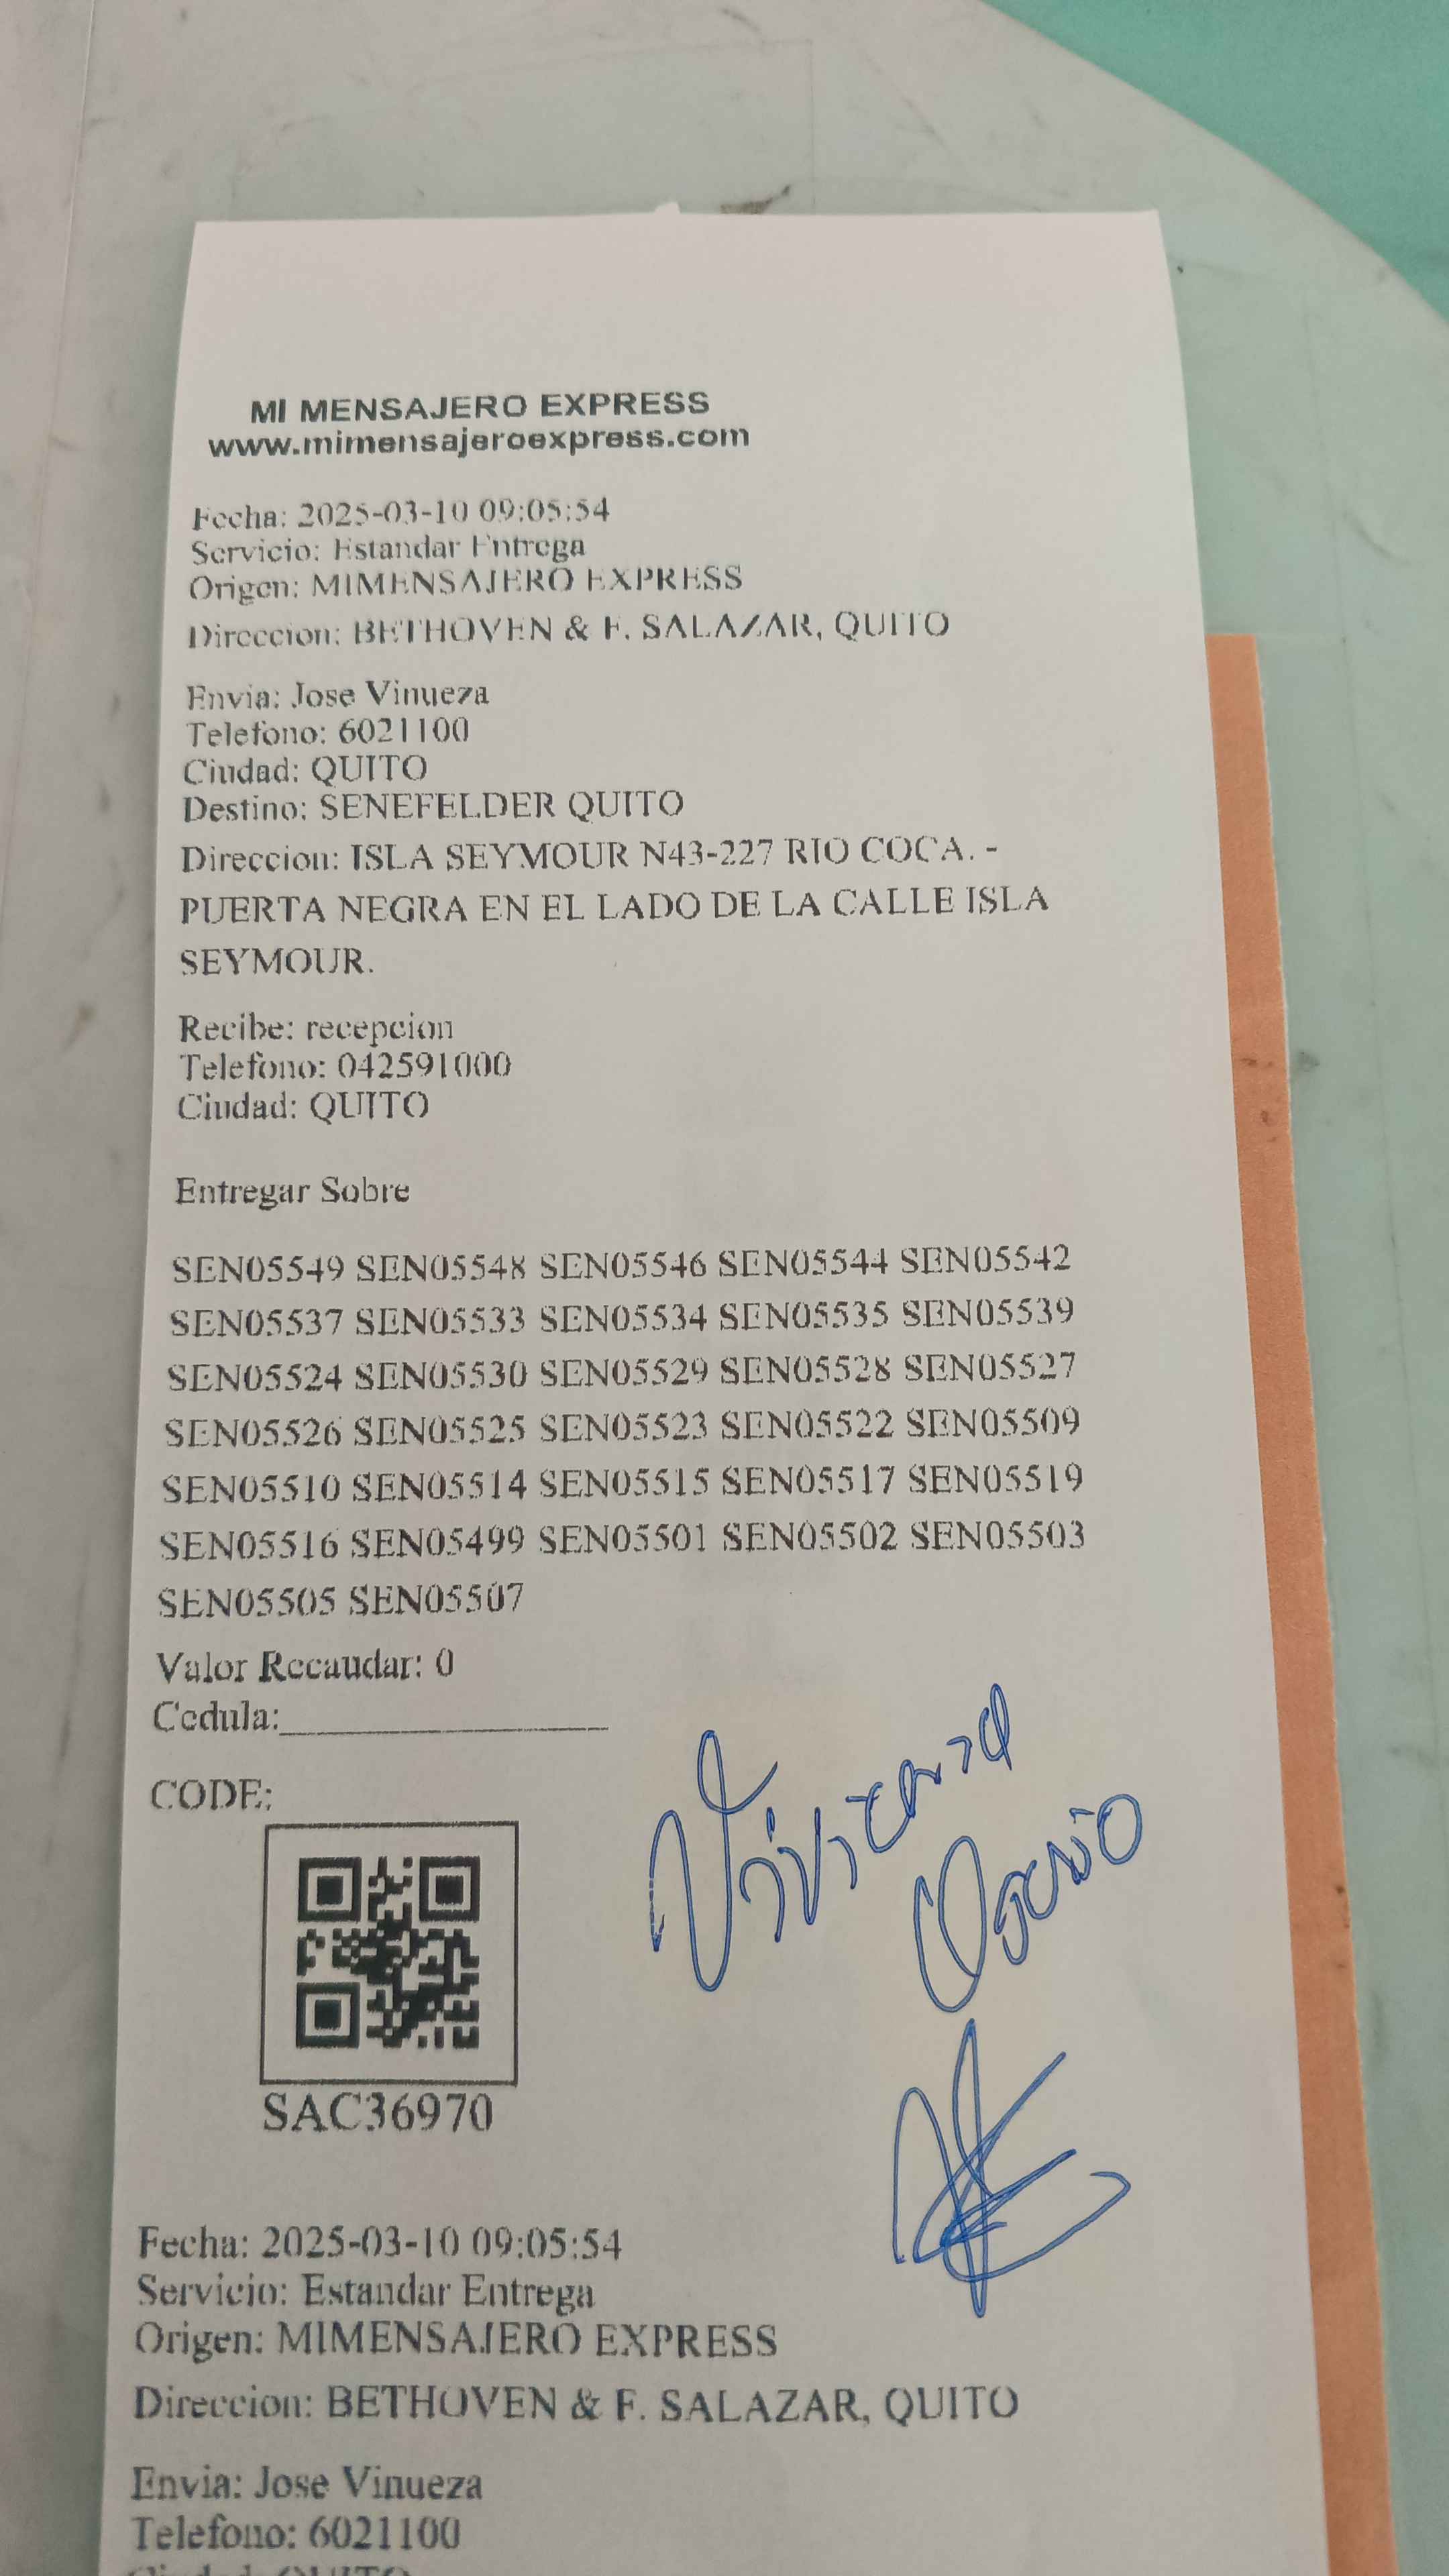 MI MENSAJERO EXPRESS
www.mimensajeroexpress.com
Fecha: 2025-03-10 09:05:54
Servicio: Estandar Entrega
Origen: MIMENSAJERO EXPRESS
Direccion: BETHOVEN & F. SALAZAR, QUITO
Envia: Jose Vinueza
Telefono: 6021100
Ciudad: QUITO
Destino: SENEFELDER QUITO
Direccion: ISLA SEYMOUR N43-227 RIO COCA. -
PUERTA NEGRA EN EL LADO DE LA CALLE ISLA
SEYMOUR.
Recibe: recepcion
Telefono: 042591000
Ciudad: QUITO
Entregar Sobre
SEN05549 SEN05548 SEN05546 SEN05544 SEN05542
SEN05537 SEN05533 SEN05534 SEN05535 SEN05539
SEN05524 SEN05530 SEN05529 SEN05528 SEN05527
SEN05526 SEN05525 SEN05523 SEN05522 SEN05509
SEN05510 SEN05514 SEN05515 SEN05517 SEN05519
SEN05516 SEN05499 SEN05501 SEN05502 SEN05503
SEN05505 SEN05507
Valor Recaudar: 0
Cedula:
CODE:
Viviana
SAC36970
Fecha: 2025-03-10 09:05:54
Servicio: Estandar Entrega
Origen: MIMENSAJERO EXPRESS
Direccion: BETHOVEN & F. SALAZAR, QUITO
Envia: Jose Vinueza
Telefono: 6021100